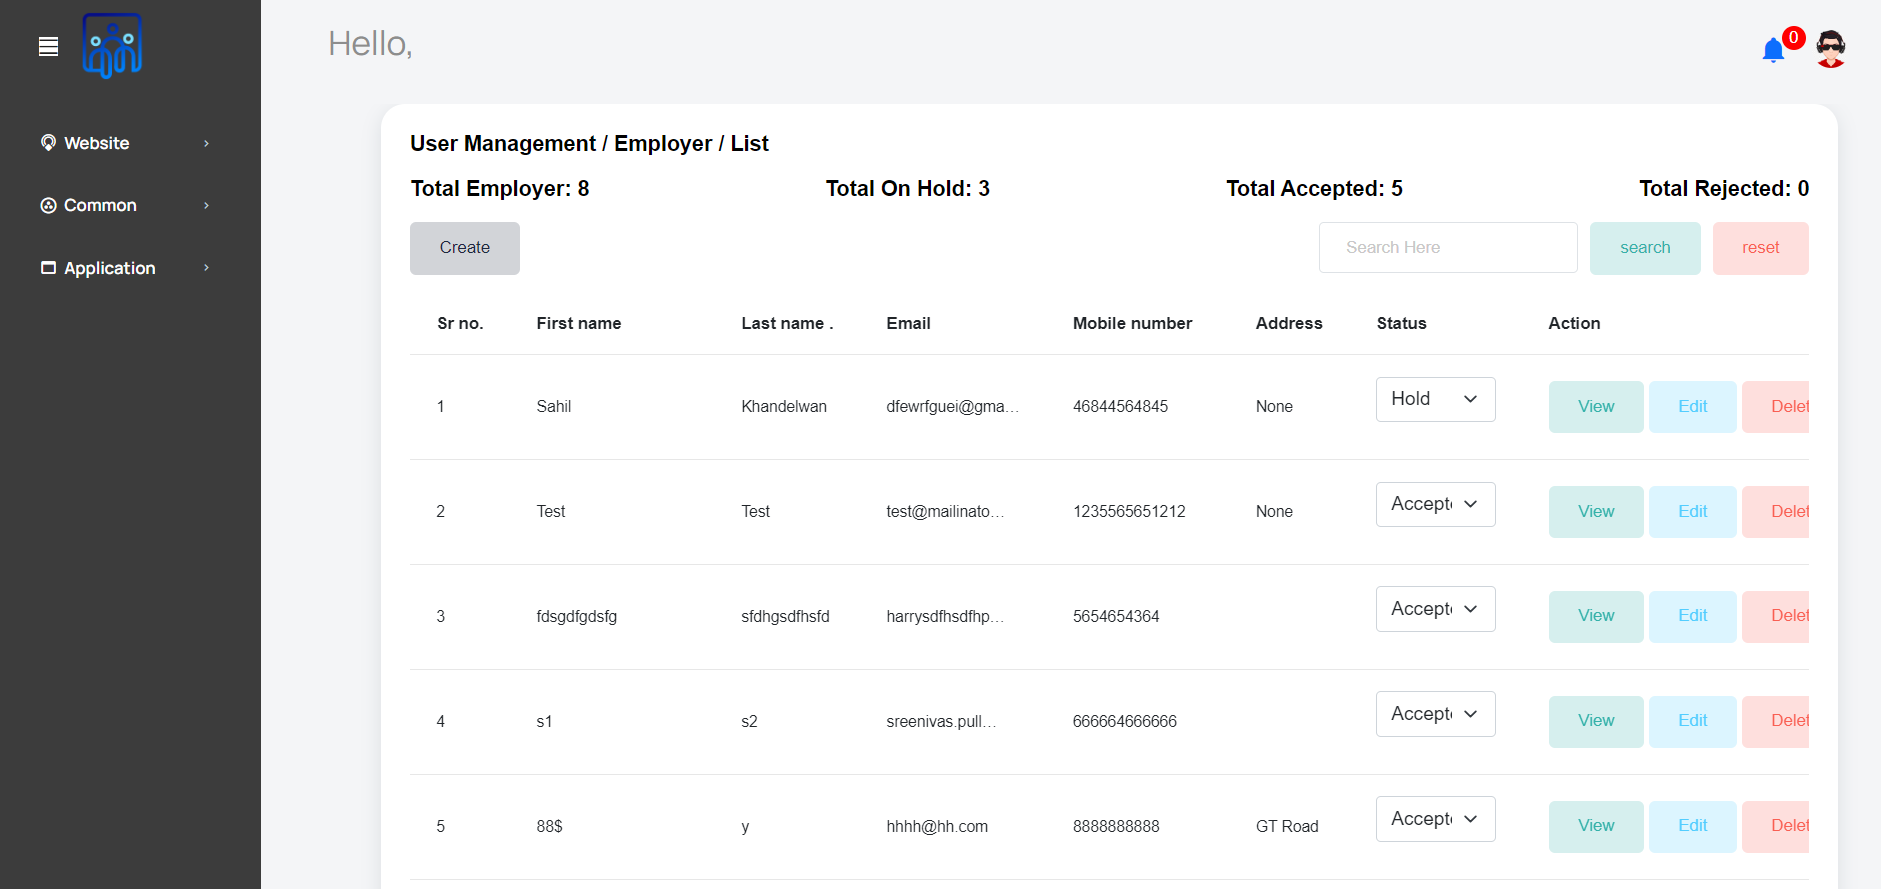 Hello,
0
Website
Common
Application
User Management / Employer / List
Total Employer: 8 Total On Hold: 3 Total Accepted: 5 Total Rejected: 0
Create Search Here search reset
Sr no. First name Last name . Email Mobile number Address Status Action
1 Sahil Khandelwan dfewrfguei@gma... 46844564845 None Hold View Edit Delet
2 Test Test test@mailinato... 1235565651212 None Accept View Edit Delet
3 fdsgdfgdsfg sfdhgsdfhsfd harrysdfhsdfhp... 5654654364 Accept View Edit Delet
4 s1 s2 sreenivas.pull... 666664666666 Accept View Edit Delet
5 88$ y hhhh@hh.com 8888888888 GT Road Accept View Edit Delet